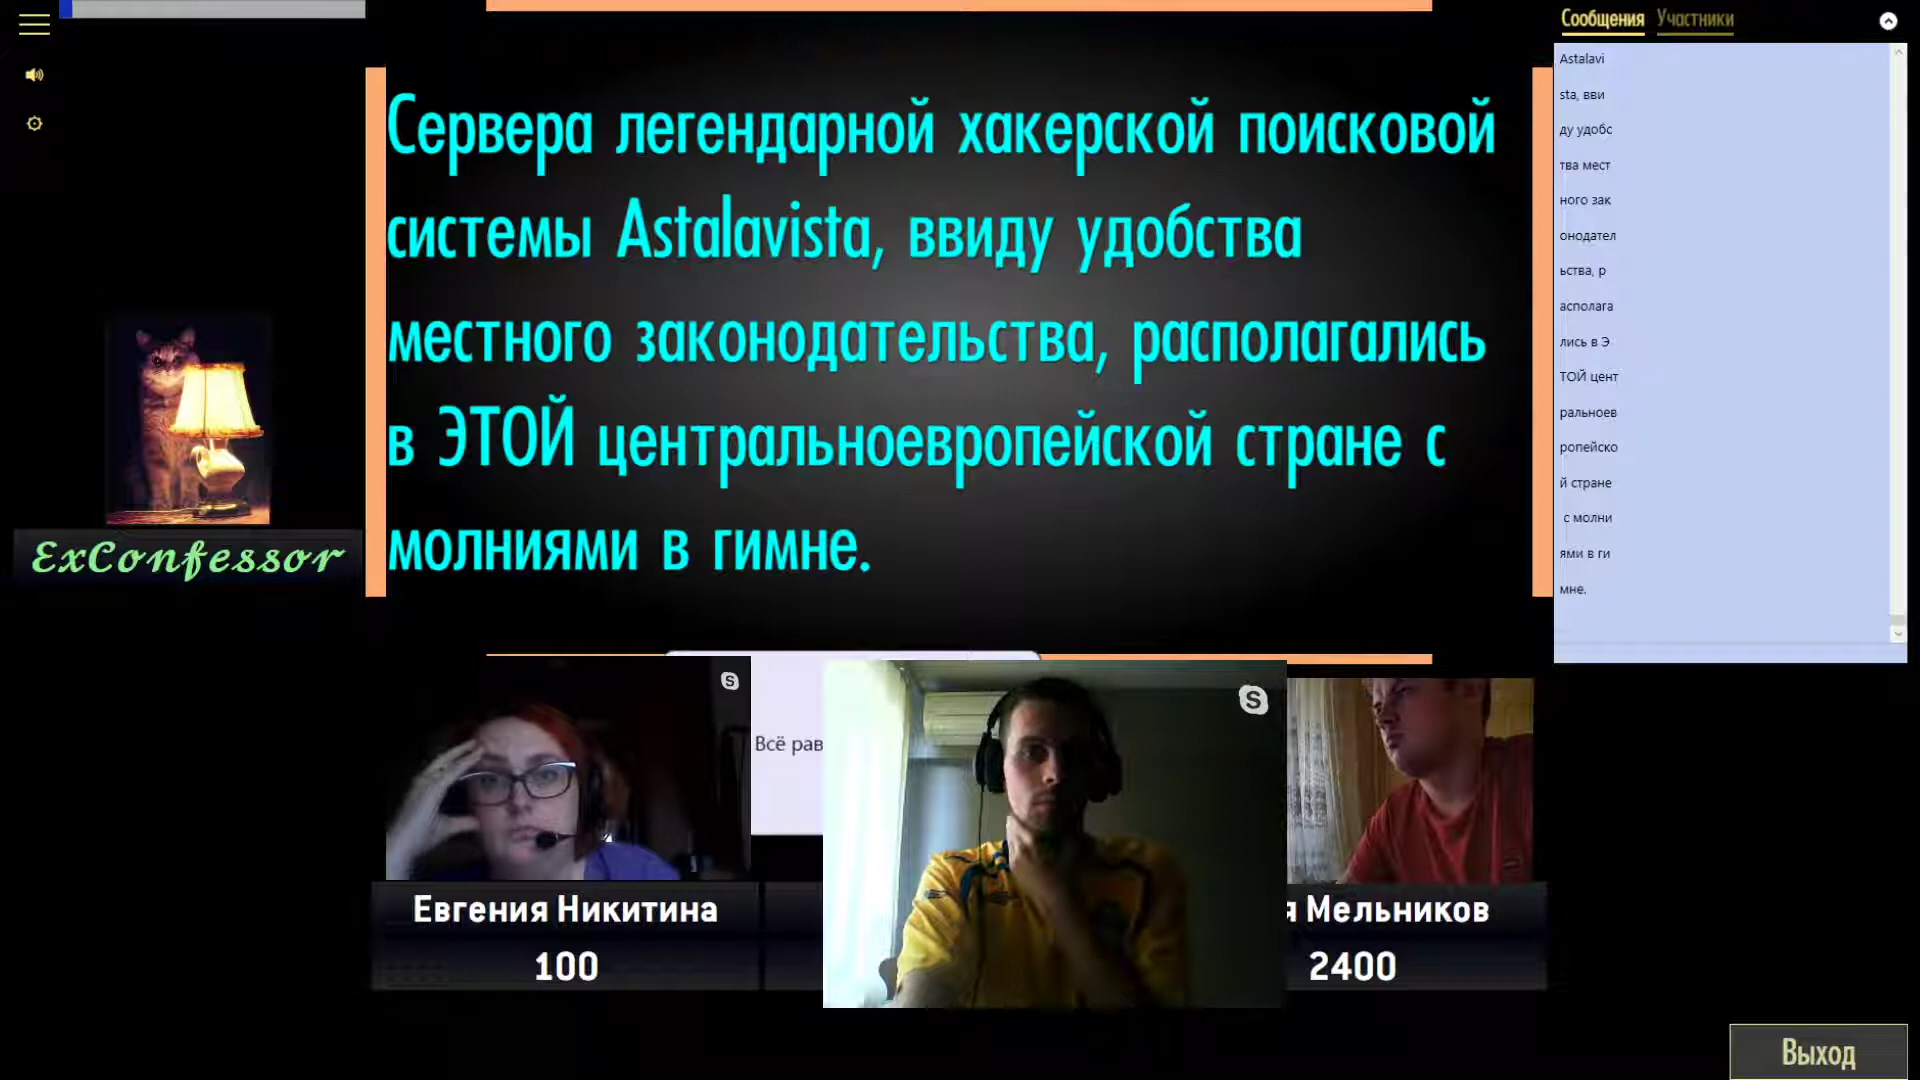 Сообщения Участники
Сервера легендарной хакерской поисковой
системы Astalavista, ввиду удобства
местного законодательства, располагались
в ЭТОЙ центральноевропейской стране с
молниями в гимне.
Astalavi
sta, вви
ду удобс
тва мест
ного зак
онодател
ьства, р
асполага
лись в Э
ТОЙ цент
ральноев
ропейско
й стране
с молни
ями в ги
мне.
ExConfessor
Всё рав
Евгения Никитина
100
я Мельников
2400
Выход